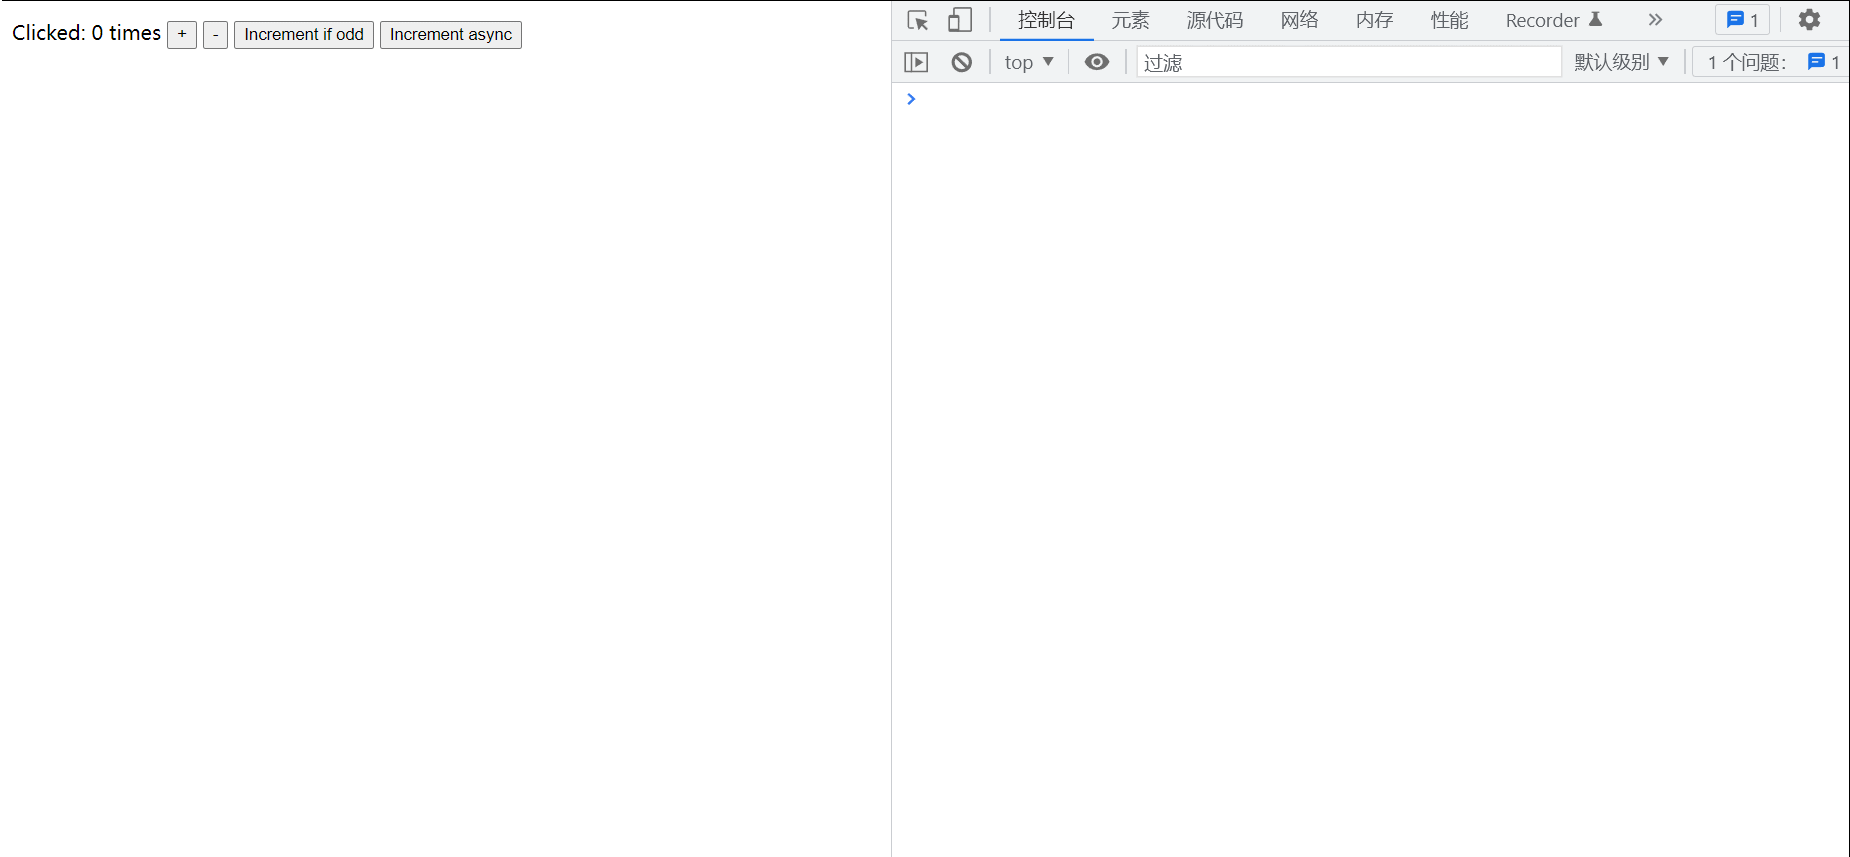 Clicked: 0 times + - Increment if odd Increment async
控制台 元素 源代码 网络 内存 性能 Recorder 1
top 过滤 默认级别 1 个问题: 1